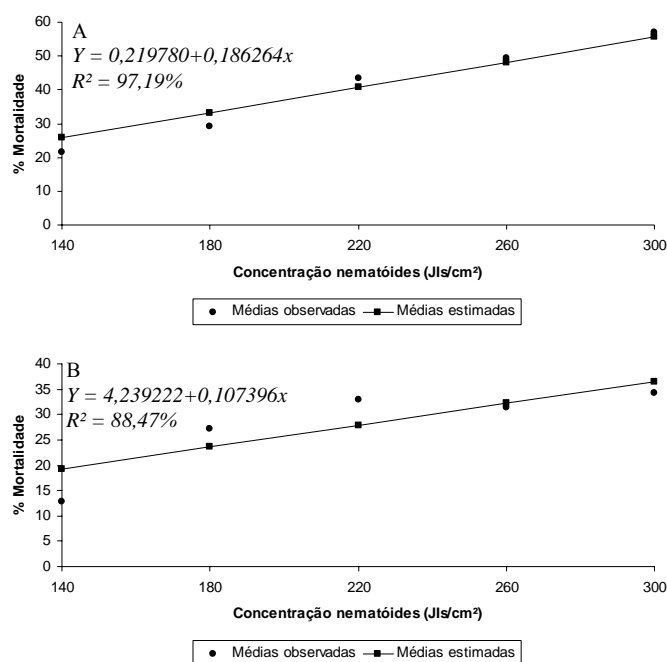 A
Y = 0,219780+0,186264x
R² = 97,19%
60
50
40
30
20
10
0
% Mortalidade
140 180 220 260 300
Concentração nematóides (JIs/cm²)
Médias observadas Médias estimadas
B
Y = 4,239222+0,107396x
R² = 88,47%
40
35
30
25
20
15
10
5
0
% Mortalidade
140 180 220 260 300
Concentração nematóides (JIs/cm²)
Médias observadas Médias estimadas